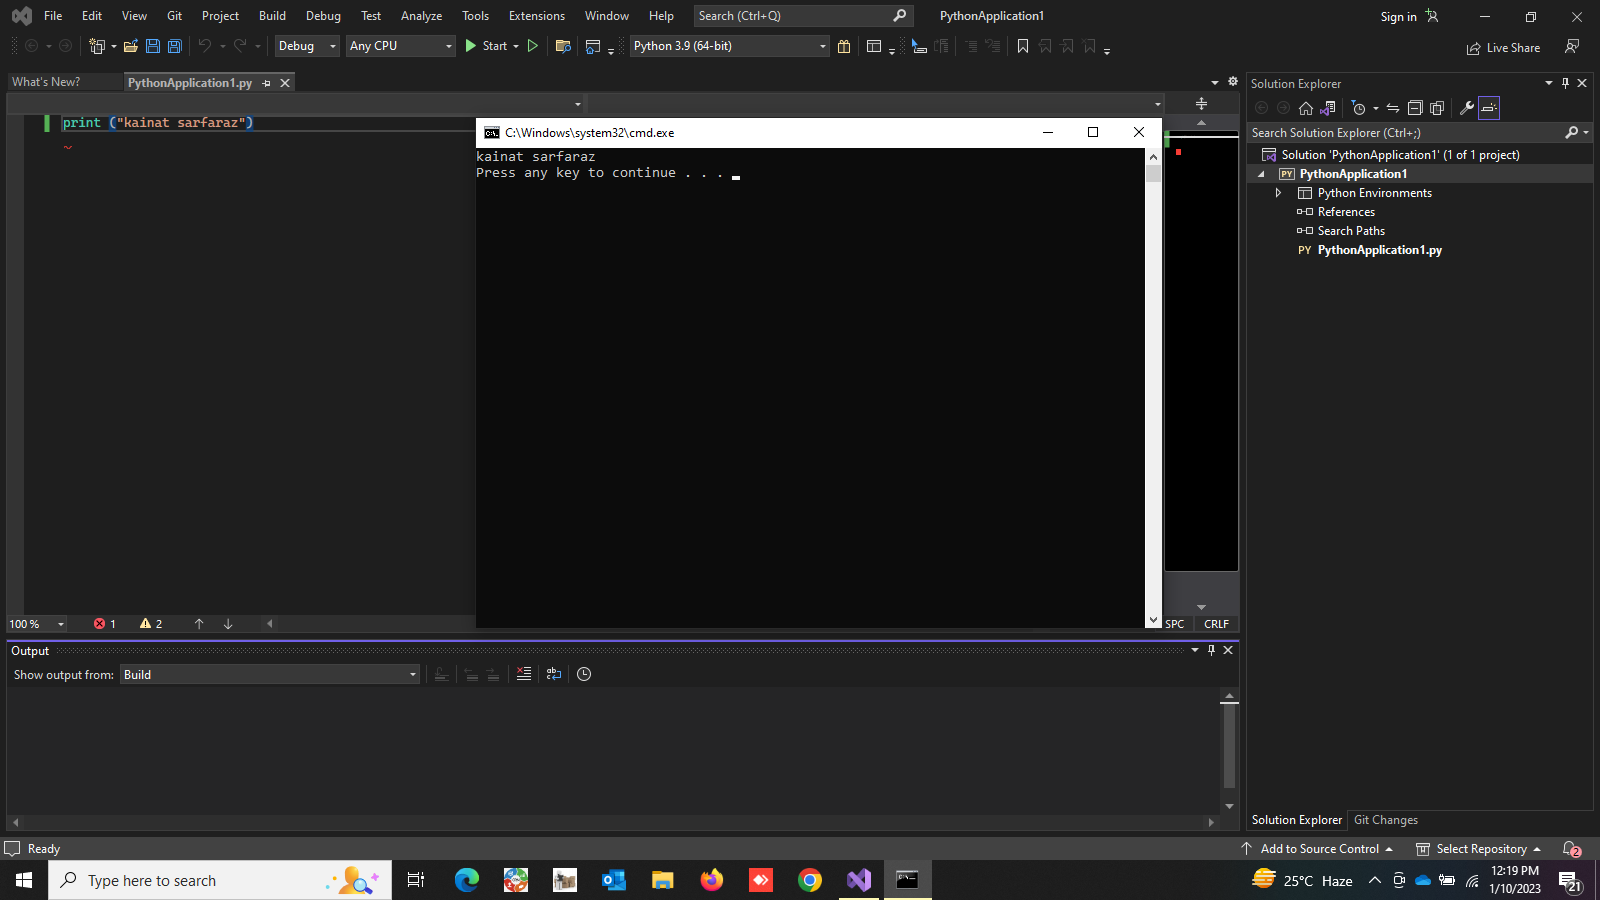 File Edit View Git Project Build Debug Test Analyze Tools Extensions Window Help Search (Ctrl+Q) PythonApplication1 Sign in
Debug Any CPU Start Python 3.9 (64-bit) Live Share
What's New? PythonApplication1.py
print ("kainat sarfaraz")
C:\Windows\system32\cmd.exe
kainat sarfaraz
Press any key to continue . . .
100 % 1 2 SPC CRLF
Output
Show output from: Build
Solution Explorer
Search Solution Explorer (Ctrl+;)
Solution 'PythonApplication1' (1 of 1 project)
PY PythonApplication1
Python Environments
References
Search Paths
PY PythonApplication1.py
Solution Explorer Git Changes
Ready Add to Source Control Select Repository 2
Type here to search 25°C Haze 12:19 PM
1/10/2023 21